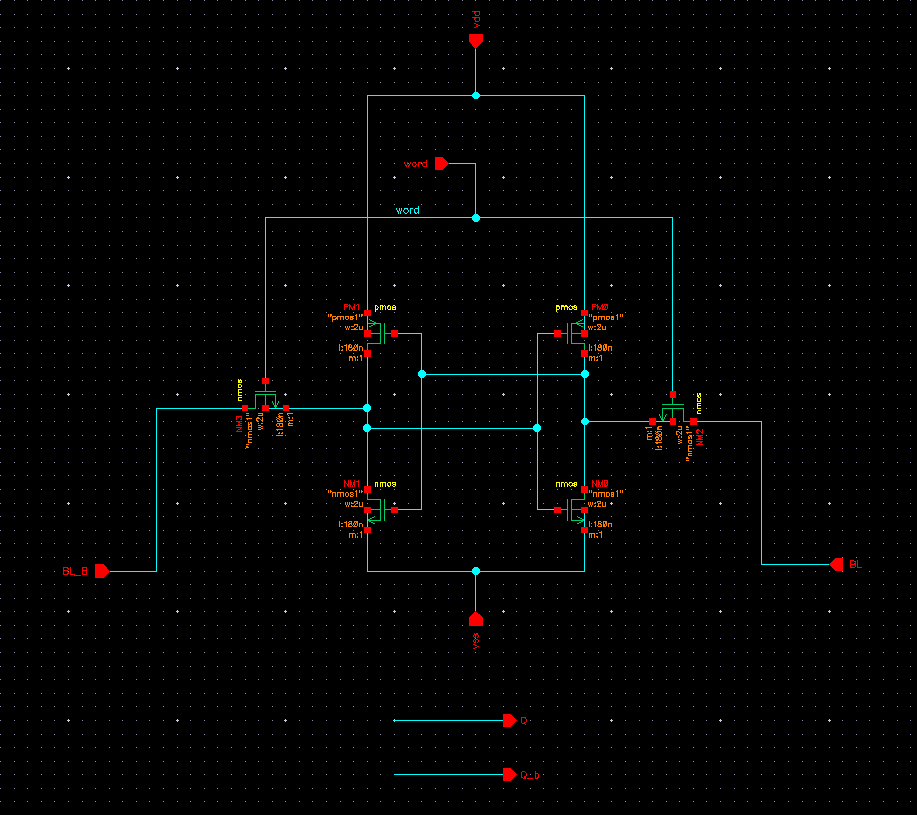 vdd
word
word
PM1 pmos
"pmos1"
w:2u
l:180n
m:1
pmos PM0
"pmos1"
w:2u
l:180n
m:1
nmos
NM3
"nmos1"
w:2u
l:180n
m:1
nmos
NM2
"nmos1"
w:2u
l:180n
m:1
NM1 nmos
"nmos1"
w:2u
l:180n
m:1
nmos NM0
"nmos1"
w:2u
l:180n
m:1
BL_B
BL
vss
Q
Q_b